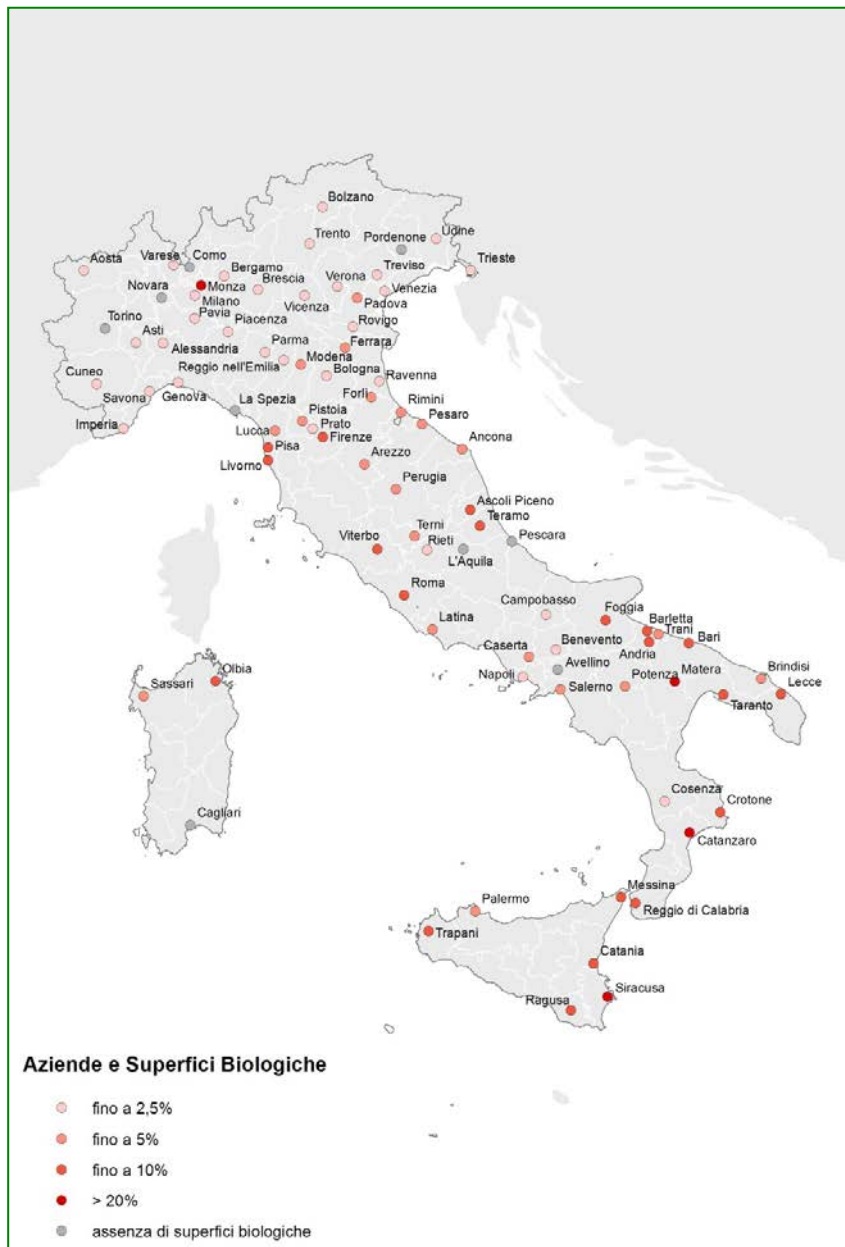 Bolzano
Trento
Pordenone
Udine
Aosta
Varese
Como
Bergamo
Treviso
Trieste
Novara
Monza
Brescia
Verona
Venezia
Milano
Vicenza
Padova
Torino
Pavia
Piacenza
Rovigo
Asti
Parma
Ferrara
Alessandria
Modena
Reggio nell'Emilia
Bologna
Cuneo
Ravenna
Savona
Genova
La Spezia
Forlì
Rimini
Imperia
Pistoia
Pesaro
Lucca
Prato
Firenze
Pisa
Ancona
Livorno
Arezzo
Perugia
Ascoli Piceno
Teramo
Terni
Viterbo
Rieti
Pescara
L'Aquila
Roma
Campobasso
Foggia
Latina
Barletta
Trani
Bari
Caserta
Benevento
Andria
Avellino
Napoli
Salerno
Potenza
Matera
Brindisi
Lecce
Taranto
Olbia
Sassari
Cagliari
Cosenza
Crotone
Catanzaro
Messina
Palermo
Reggio di Calabria
Trapani
Catania
Siracusa
Ragusa
Aziende e Superfici Biologiche
fino a 2,5%
fino a 5%
fino a 10%
> 20%
assenza di superfici biologiche